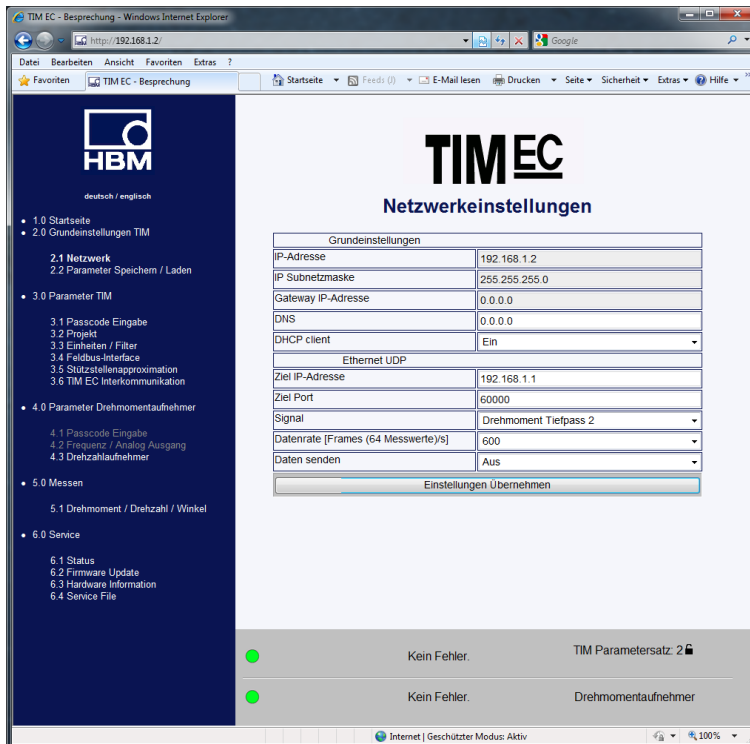 TIM EC - Besprechung - Windows Internet Explorer
http://192.168.1.2/
Google
Datei Bearbeiten Ansicht Favoriten Extras ?
Favoriten TIM EC - Besprechung Startseite Feeds (J) E-Mail lesen Drucken Seite Sicherheit Extras Hilfe
HBM
deutsch / englisch
1.0 Startseite
2.0 Grundeinstellungen TIM
2.1 Netzwerk
2.2 Parameter Speichern / Laden
3.0 Parameter TIM
3.1 Passcode Eingabe
3.2 Projekt
3.3 Einheiten / Filter
3.4 Feldbus-Interface
3.5 Stützstellenapproximation
3.6 TIM EC Interkommunikation
4.0 Parameter Drehmomentaufnehmer
4.1 Passcode Eingabe
4.2 Frequenz / Analog Ausgang
4.3 Drehzahlaufnehmer
5.0 Messen
5.1 Drehmoment / Drehzahl / Winkel
6.0 Service
6.1 Status
6.2 Firmware Update
6.3 Hardware Information
6.4 Service File
TIM EC
Netzwerkeinstellungen
Grundeinstellungen
IP-Adresse 192.168.1.2
IP Subnetzmaske 255.255.255.0
Gateway IP-Adresse 0.0.0.0
DNS 0.0.0.0
DHCP client Ein
Ethernet UDP
Ziel IP-Adresse 192.168.1.1
Ziel Port 60000
Signal Drehmoment Tiefpass 2
Datenrate [Frames (64 Messwerte)/s] 600
Daten senden Aus
Einstellungen Übernehmen
Kein Fehler. TIM Parametersatz: 2
Kein Fehler. Drehmomentaufnehmer
Internet | Geschützter Modus: Aktiv 100%